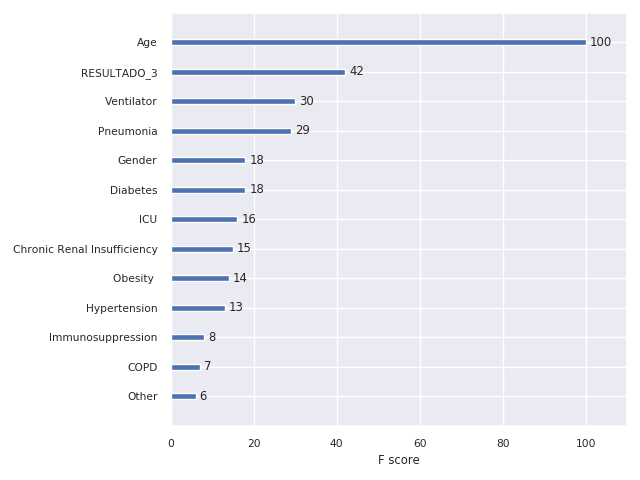 Age 100
RESULTADO_3 42
Ventilator 30
Pneumonia 29
Gender 18
Diabetes 18
ICU 16
Chronic Renal Insufficiency 15
Obesity 14
Hypertension 13
Immunosuppression 8
COPD 7
Other 6
0 20 40 60 80 100
F score